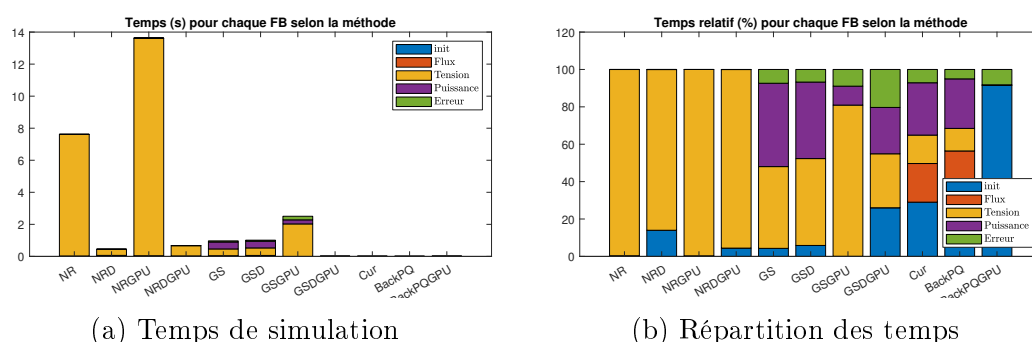 Temps (s) pour chaque FB selon la méthode
14
12
10
8
6
4
2
0
init
Flux
Tension
Puissance
Erreur
NR
NRD
NRGPU
NRDGPU
GS
GSD
GSGPU
GSDGPU
Cur
BackPQ
BackPQGPU
(a) Temps de simulation
Temps relatif (%) pour chaque FB selon la méthode
120
100
80
60
40
20
0
init
Flux
Tension
Puissance
Erreur
NR
NRD
NRGPU
NRDGPU
GS
GSD
GSGPU
GSDGPU
Cur
BackPQ
BackPQGPU
(b) Répartition des temps